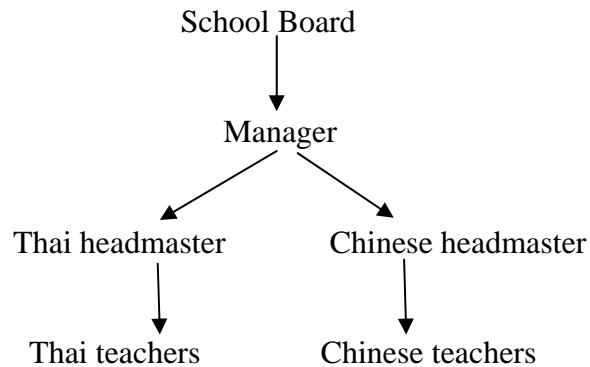 School Board
Manager
Thai headmaster Chinese headmaster
Thai teachers Chinese teachers